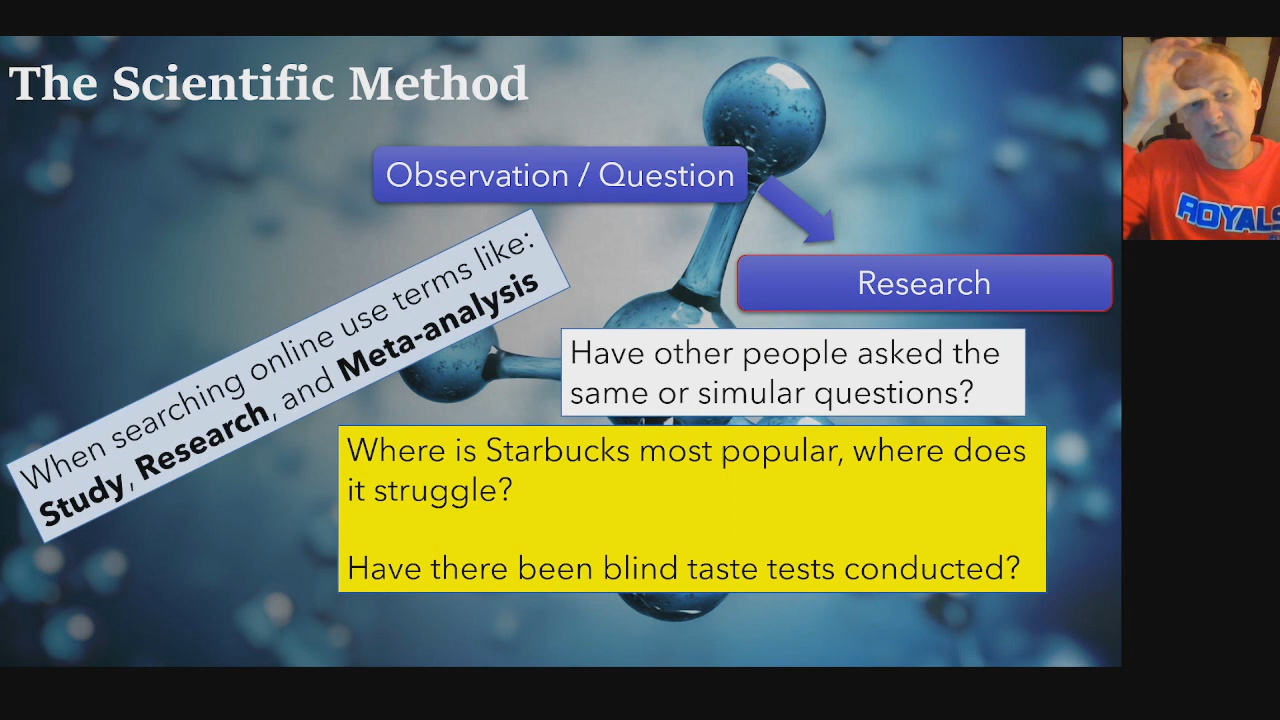 The Scientific Method
Observation / Question
Research
When searching online use terms like:
Study, Research, and Meta-analysis
Have other people asked the
same or simular questions?
Where is Starbucks most popular, where does
it struggle?
Have there been blind taste tests conducted?
ROYALS